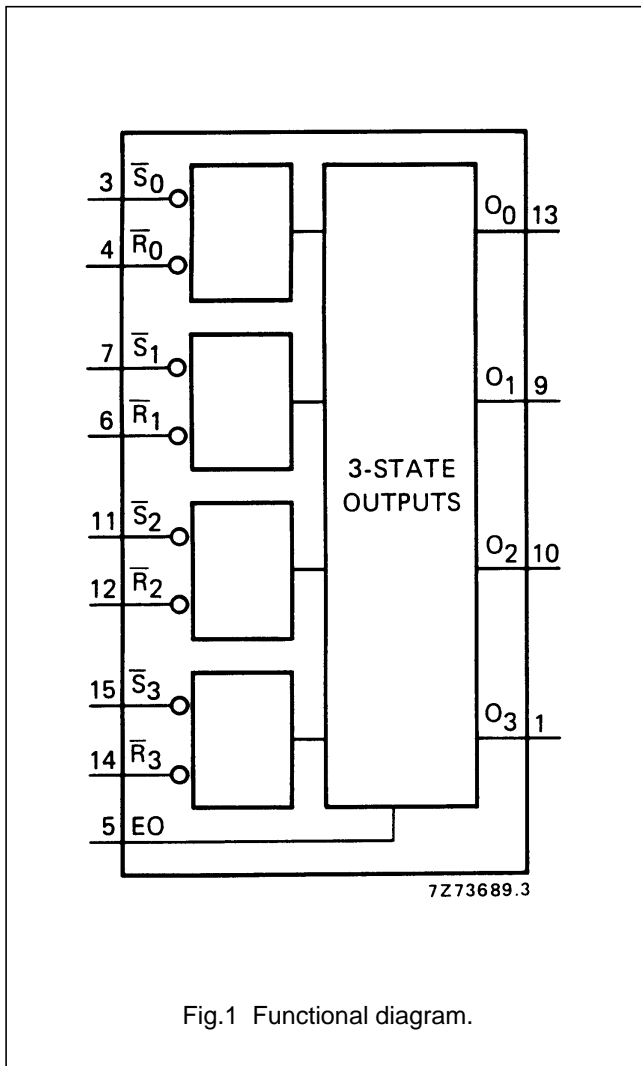 3 S̅0
O0 13
4 R̅0
7 S̅1
O1 9
6 R̅1
3-STATE
OUTPUTS
11 S̅2
O2 10
12 R̅2
15 S̅3
O3 1
14 R̅3
5 EO
7Z73689.3
Fig.1 Functional diagram.